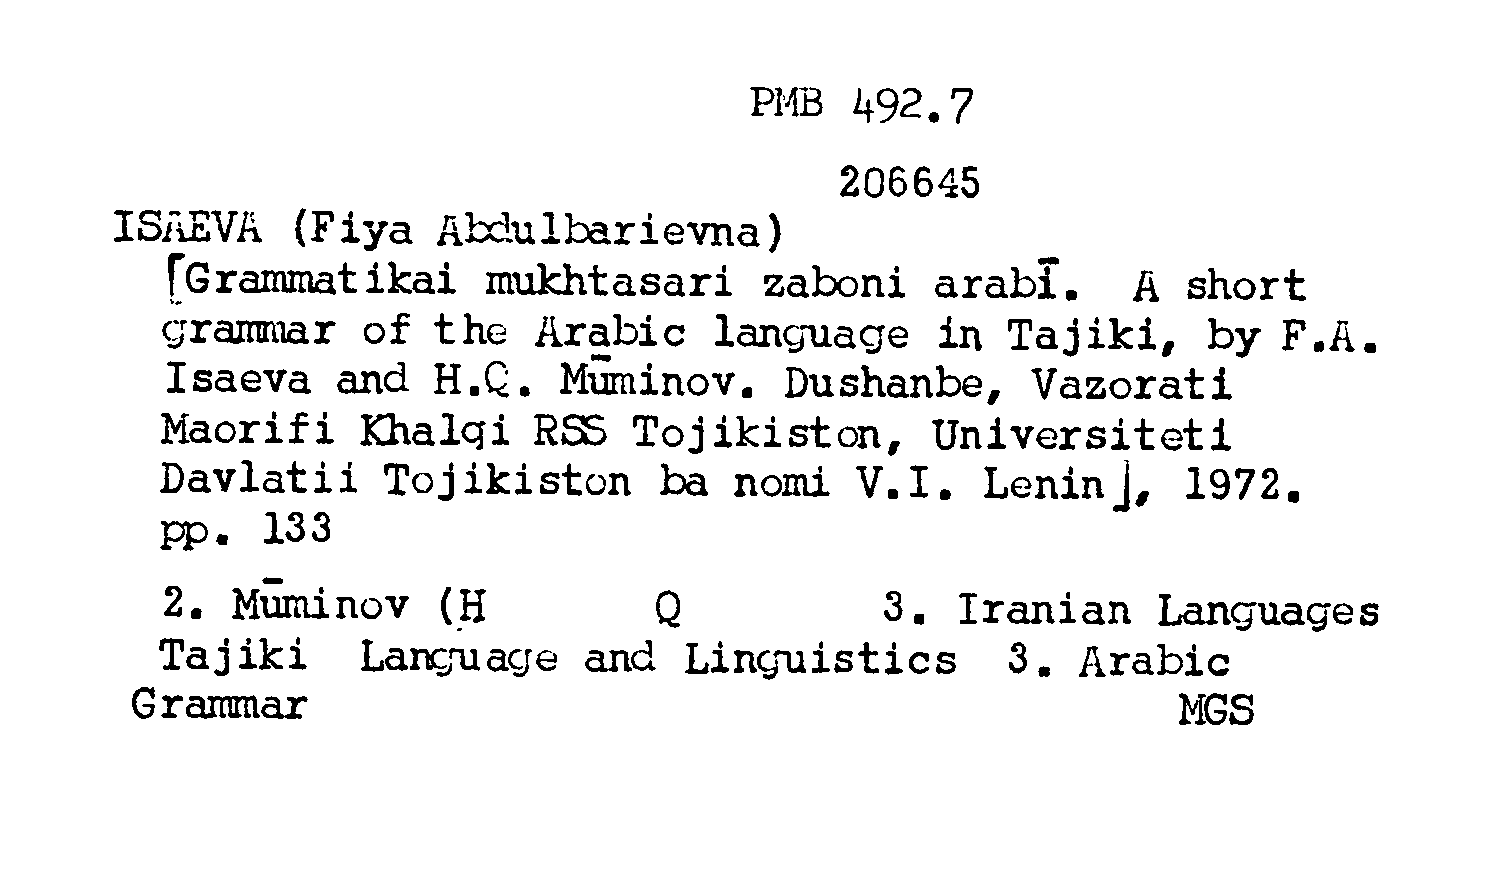 PMB 492.7
206645
ISAEVA (Fiya Abdulbarievna)
[Grammatikai mukhtasari zaboni arabī. A short
grammar of the Arabic language in Tajiki, by F.A.
Isaeva and H.Q. Mūminov. Dushanbe, Vazorati
Maorifi Khalqi RSS Tojikiston, Universiteti
Davlatii Tojikiston ba nomi V.I. Lenin], 1972.
pp. 133
2. Mūminov (H Q 3. Iranian Languages
Tajiki Language and Linguistics 3. Arabic
Grammar MGS